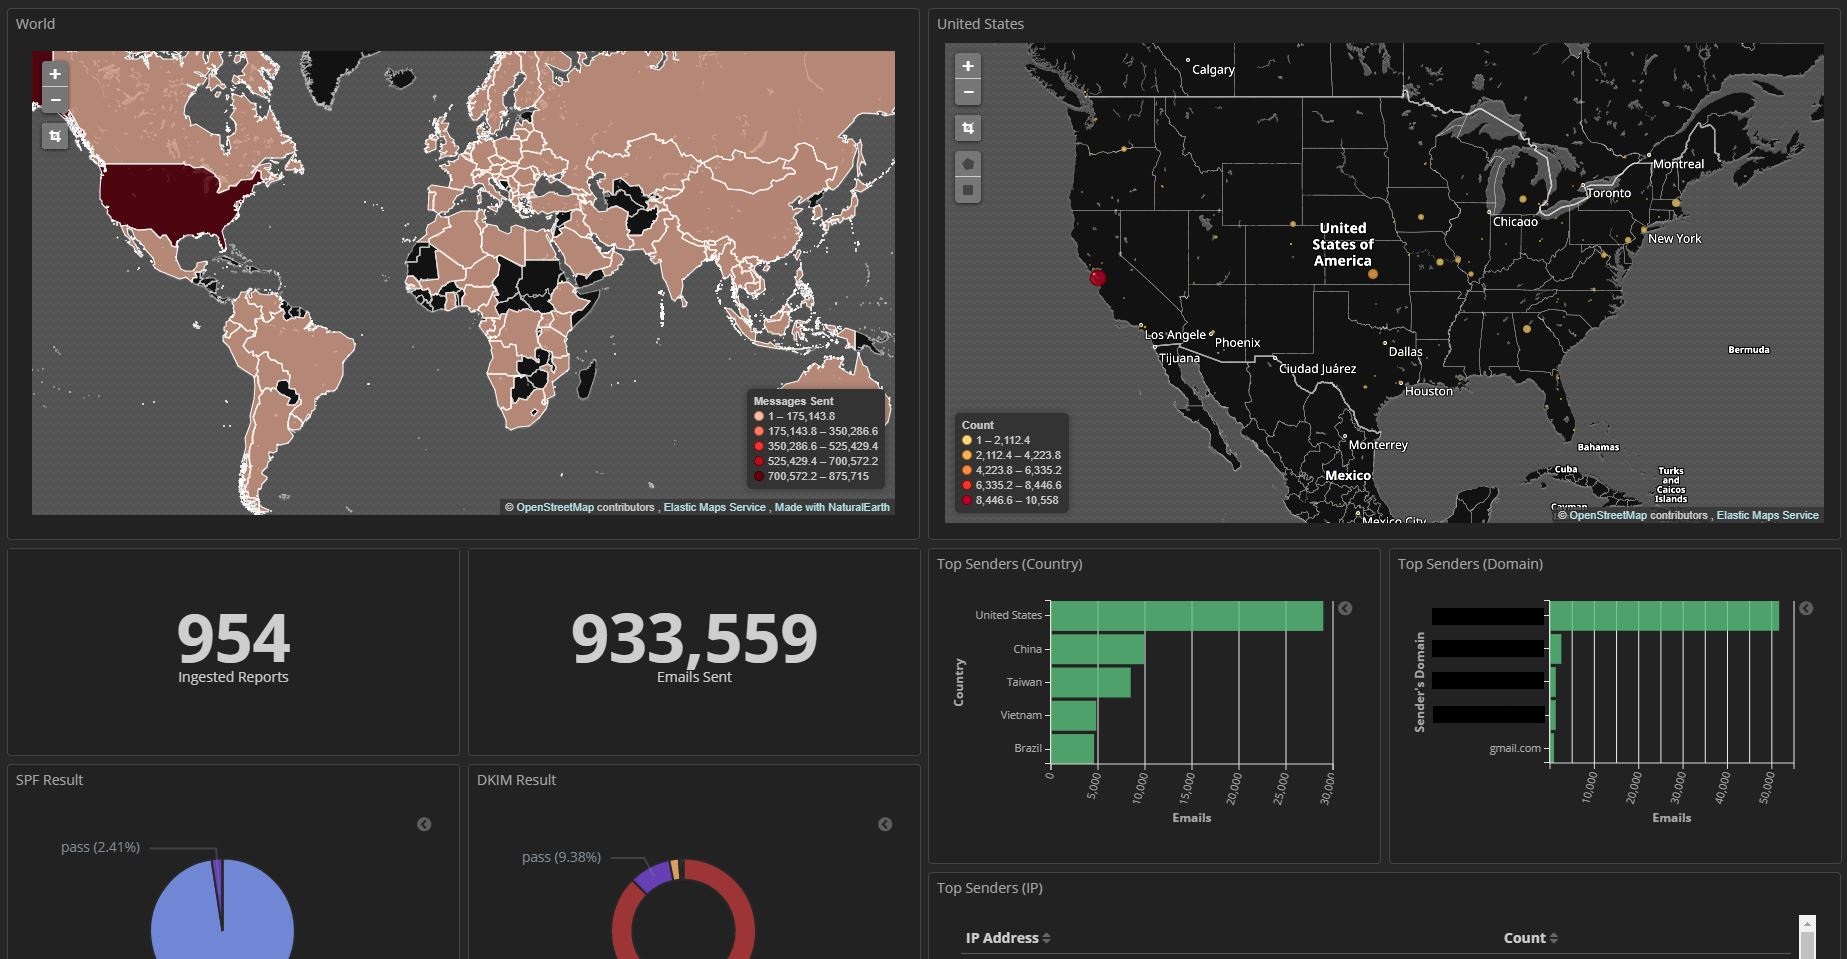 World
+
−
Messages Sent
1 – 175,143.8
175,143.8 – 350,286.6
350,286.6 – 525,429.4
525,429.4 – 700,572.2
700,572.2 – 875,715
© OpenStreetMap contributors , Elastic Maps Service , Made with NaturalEarth
United States
+
−
Calgary
Montreal
Toronto
Chicago
New York
United
States of
America
Los Angele
Phoenix
Tijuana
Dallas
Ciudad Juárez
Houston
Bermuda
Monterrey
Mexico
Bahamas
Cuba
Turks
and
Caicos
Islands
Cayman
Mexico City
Count
1 – 2,112.4
2,112.4 – 4,223.8
4,223.8 – 6,335.2
6,335.2 – 8,446.6
8,446.6 – 10,558
© OpenStreetMap contributors , Elastic Maps Service
954
Ingested Reports
933,559
Emails Sent
Top Senders (Country)
Country
United States
China
Taiwan
Vietnam
Brazil
0
5,000
10,000
15,000
20,000
25,000
30,000
Emails
Top Senders (Domain)
Sender's Domain
gmail.com
10,000
20,000
30,000
40,000
50,000
Emails
SPF Result
pass (2.41%)
DKIM Result
pass (9.38%)
Top Senders (IP)
IP Address
Count